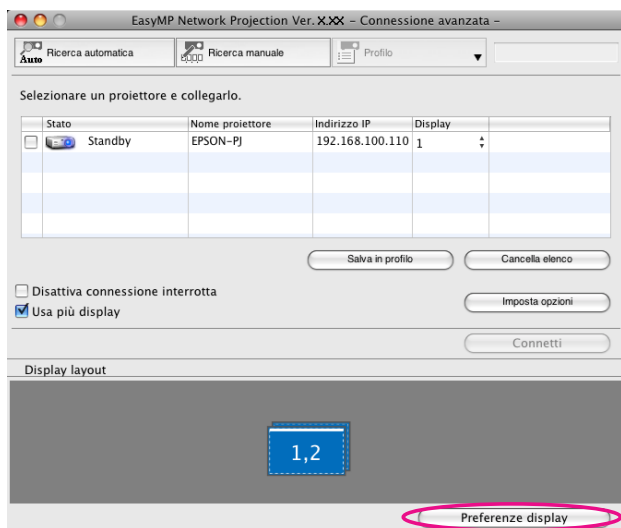 EasyMP Network Projection Ver. X.XX – Connessione avanzata –
Auto Ricerca automatica Ricerca manuale Profilo
Selezionare un proiettore e collegarlo.
Stato Nome proiettore Indirizzo IP Display
Standby EPSON-PJ 192.168.100.110 1
Salva in profilo Cancella elenco
Disattiva connessione interrotta
Imposta opzioni
Usa più display
Connetti
Display layout
1,2
Preferenze display